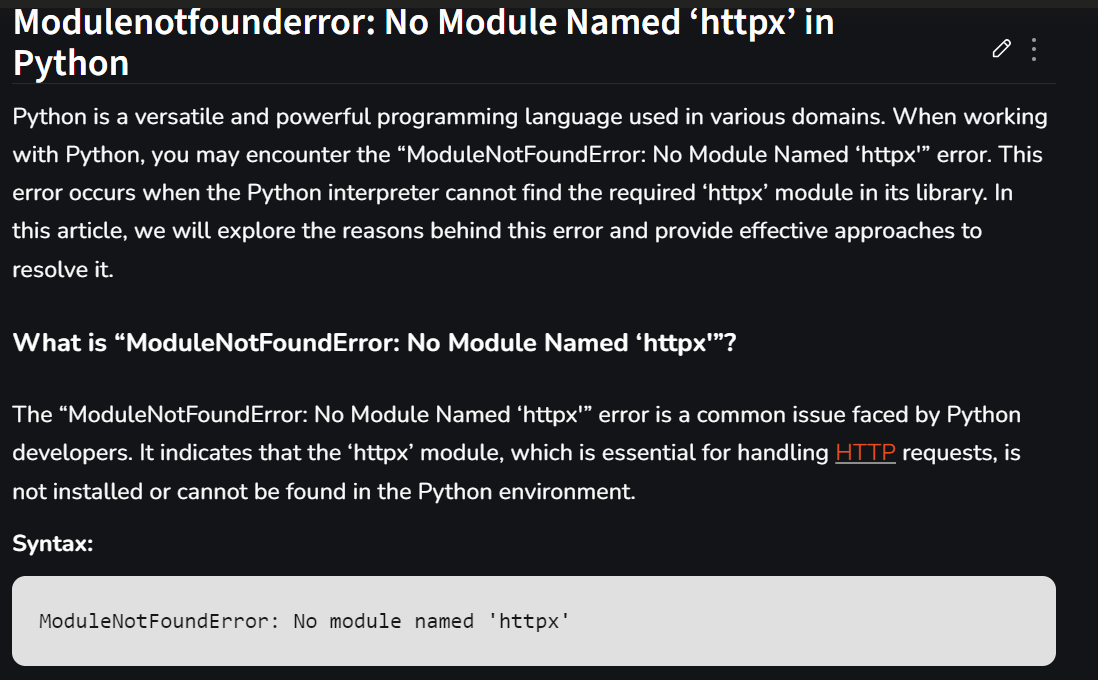 Modulenotfounderror: No Module Named ‘httpx’ in
Python
Python is a versatile and powerful programming language used in various domains. When working
with Python, you may encounter the “ModuleNotFoundError: No Module Named ‘httpx'” error. This
error occurs when the Python interpreter cannot find the required ‘httpx’ module in its library. In
this article, we will explore the reasons behind this error and provide effective approaches to
resolve it.
What is “ModuleNotFoundError: No Module Named ‘httpx'”?
The “ModuleNotFoundError: No Module Named ‘httpx'” error is a common issue faced by Python
developers. It indicates that the ‘httpx’ module, which is essential for handling HTTP requests, is
not installed or cannot be found in the Python environment.
Syntax:
ModuleNotFoundError: No module named 'httpx'